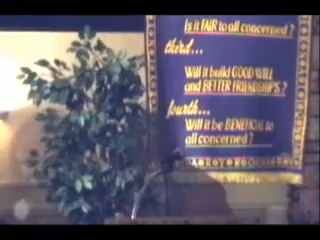 Is it FAIR to all concerned?
third...
Will it build GOOD WILL
and BETTER FRIENDSHIPS?
fourth...
Will it be BENEFICIAL to
all concerned?